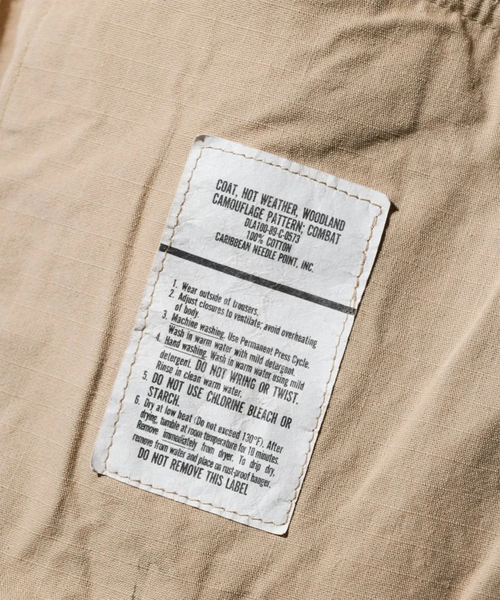 COAT, HOT WEATHER, WOODLAND
CAMOUFLAGE PATTERN: COMBAT
DLA100-89-C-0573
100% COTTON
CARIBBEAN NEEDLE POINT, INC.
1. Wear outside of trousers.
2. Adjust closures to ventilate; avoid overheating
of body.
3. Machine washing. Use Permanent Press Cycle.
Wash in warm water with mild detergent.
4. Hand washing. Wash in warm water using mild
detergent. DO NOT WRING OR TWIST.
Rinse in clean warm water.
5. DO NOT USE CHLORINE BLEACH OR
STARCH.
6. Dry at low heat (Do not exceed 130°F). After
drying, tumble at room temperature for 10 minutes.
Remove immediately from dryer. To drip dry,
remove from water and place on rust-proof hanger.
DO NOT REMOVE THIS LABEL